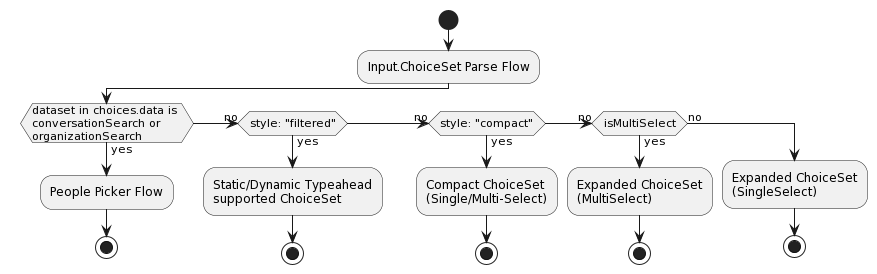 Input.ChoiceSet Parse Flow
dataset in choices.data is
conversationSearch or
organizationSearch
yes
People Picker Flow
no
style: "filtered"
yes
Static/Dynamic Typeahead
supported ChoiceSet
no
style: "compact"
yes
Compact ChoiceSet
(Single/Multi-Select)
no
isMultiSelect
yes
Expanded ChoiceSet
(MultiSelect)
no
Expanded ChoiceSet
(SingleSelect)